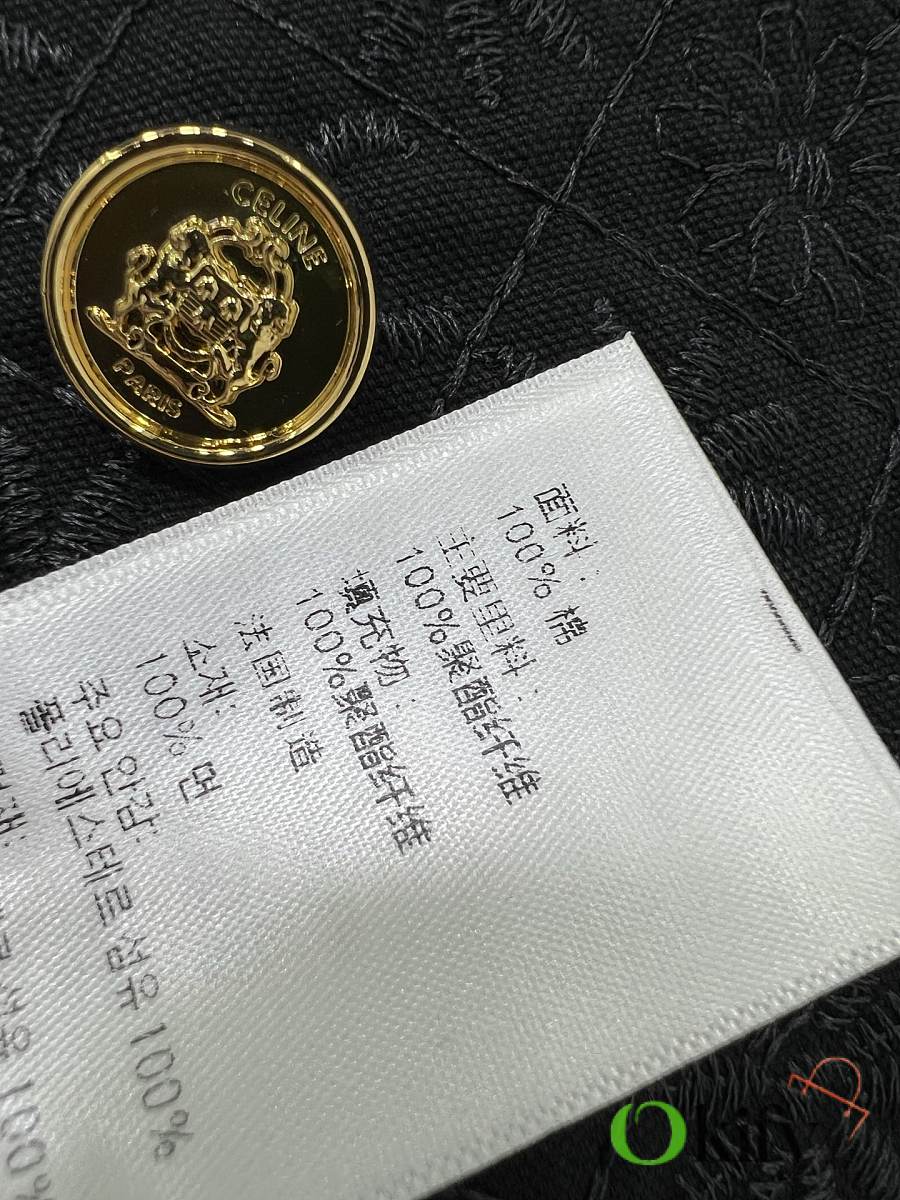 CELINE
PARIS
面料:
100% 棉
主要里料:
100%聚酯纤维
填充物:
100%聚酯纤维
法国制造
소재:
100% 면
주요 안감:
폴리에스테르 섬유 100%
Okify